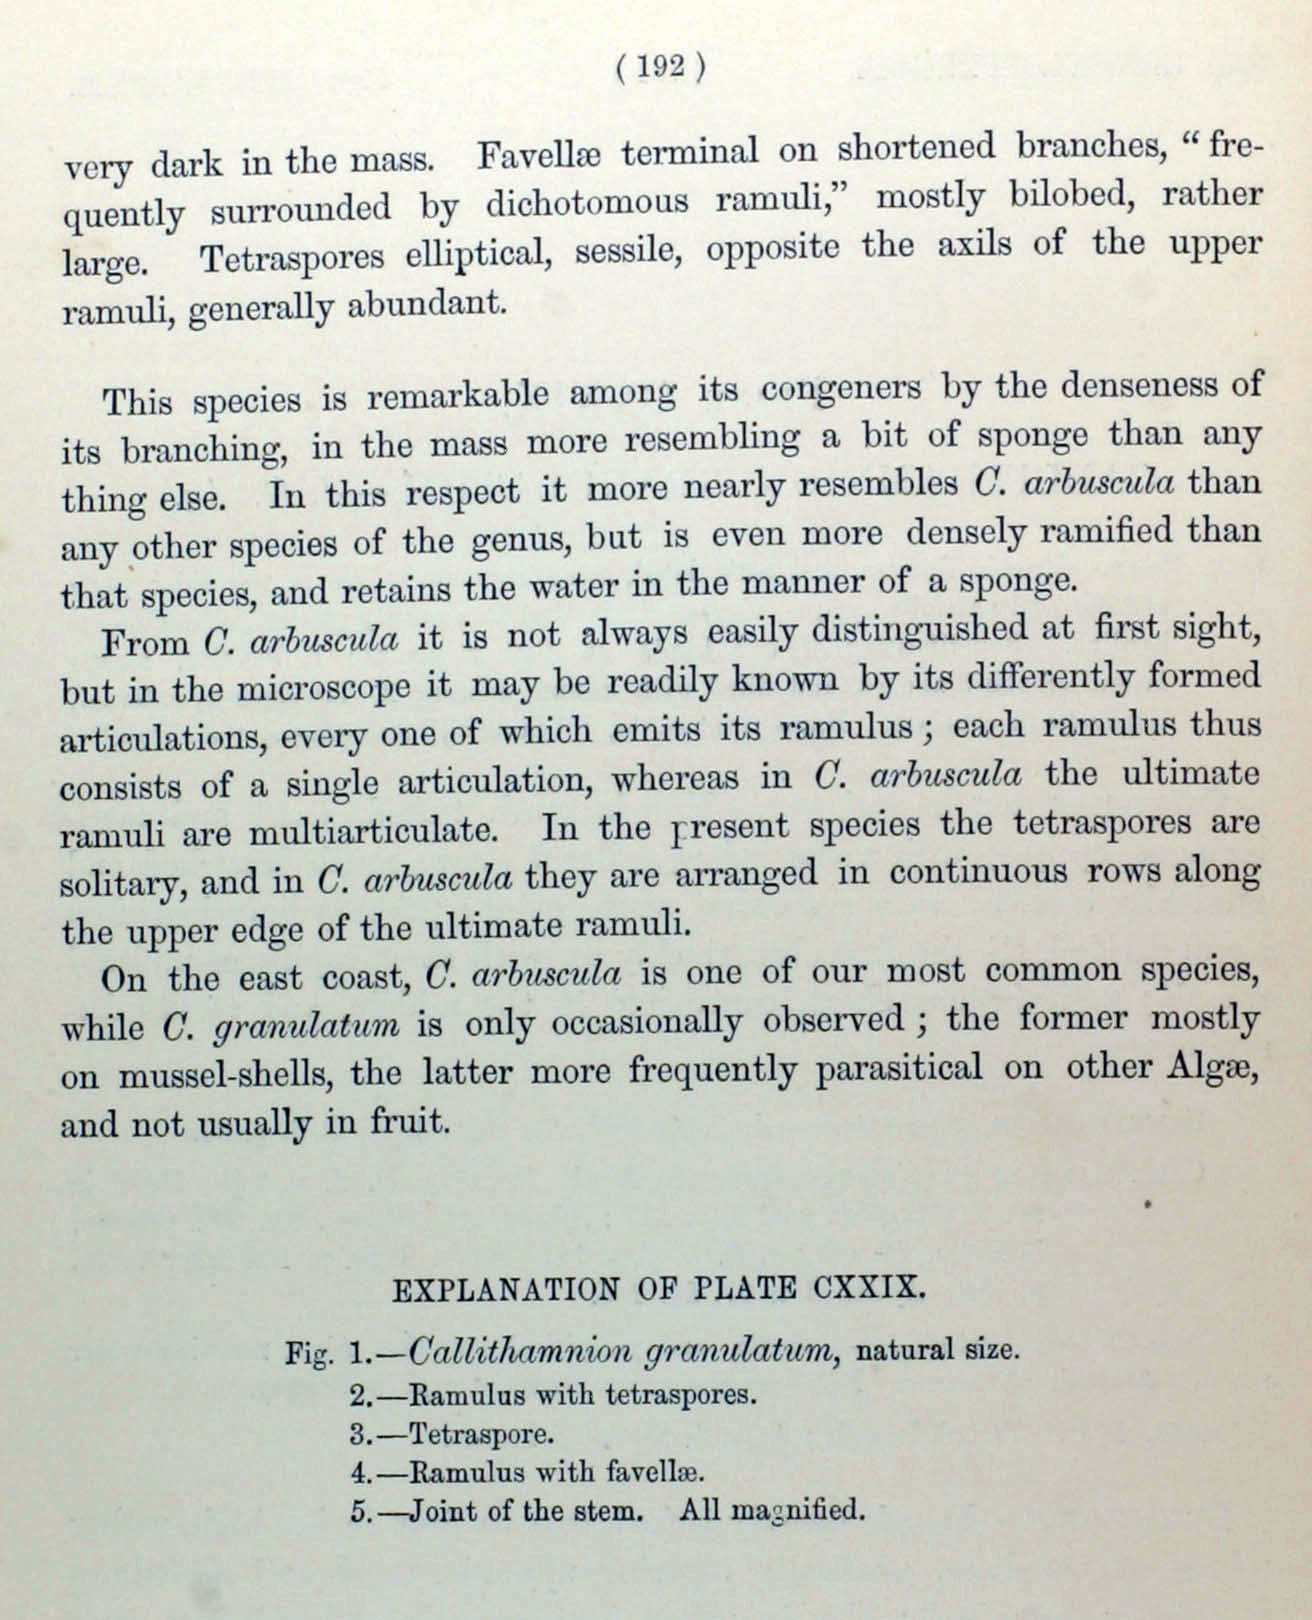 ( 192 )
very dark in the mass. Favellæ terminal on shortened branches, “ fre-
quently surrounded by dichotomous ramuli,” mostly bilobed, rather
large. Tetraspores elliptical, sessile, opposite the axils of the upper
ramuli, generally abundant.
This species is remarkable among its congeners by the denseness of
its branching, in the mass more resembling a bit of sponge than any
thing else. In this respect it more nearly resembles C. arbuscula than
any other species of the genus, but is even more densely ramified than
that species, and retains the water in the manner of a sponge.
From C. arbuscula it is not always easily distinguished at first sight,
but in the microscope it may be readily known by its differently formed
articulations, every one of which emits its ramulus ; each ramulus thus
consists of a single articulation, whereas in C. arbuscula the ultimate
ramuli are multiarticulate. In the present species the tetraspores are
solitary, and in C. arbuscula they are arranged in continuous rows along
the upper edge of the ultimate ramuli.
On the east coast, C. arbuscula is one of our most common species,
while C. granulatum is only occasionally observed ; the former mostly
on mussel-shells, the latter more frequently parasitical on other Algæ,
and not usually in fruit.
EXPLANATION OF PLATE CXXIX.
Fig. 1.—Callithamnion granulatum, natural size.
2.—Ramulus with tetraspores.
3.—Tetraspore.
4.—Ramulus with favellæ.
5.—Joint of the stem. All magnified.